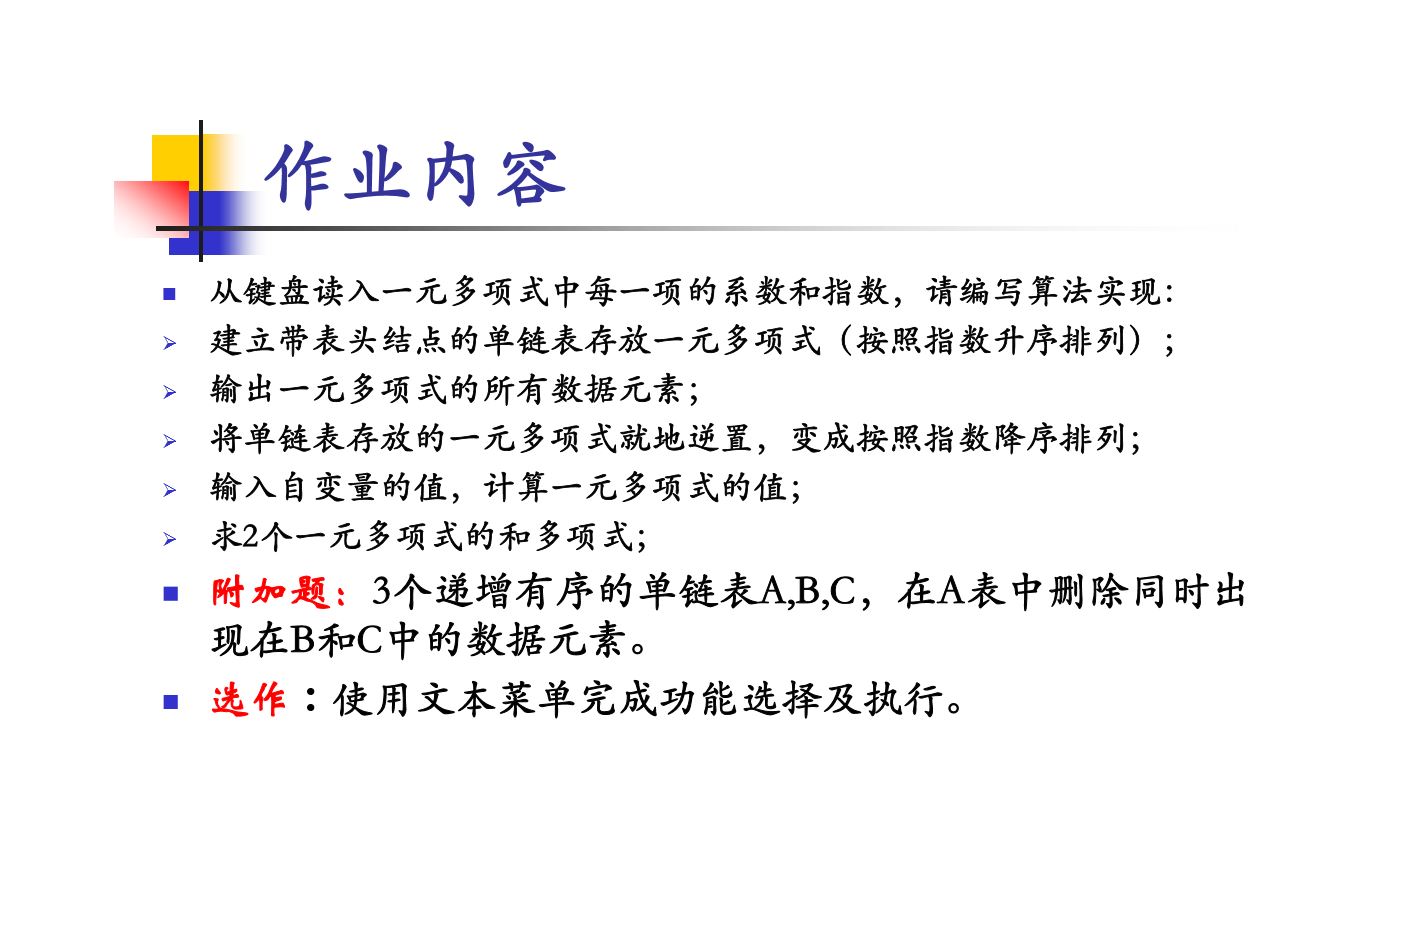 作业内容
从键盘读入一元多项式中每一项的系数和指数，请编写算法实现：
建立带表头结点的单链表存放一元多项式（按照指数升序排列）；
输出一元多项式的所有数据元素；
将单链表存放的一元多项式就地逆置，变成按照指数降序排列；
输入自变量的值，计算一元多项式的值；
求2个一元多项式的和多项式；
附加题：3个递增有序的单链表A,B,C，在A表中删除同时出
现在B和C中的数据元素。
选作：使用文本菜单完成功能选择及执行。